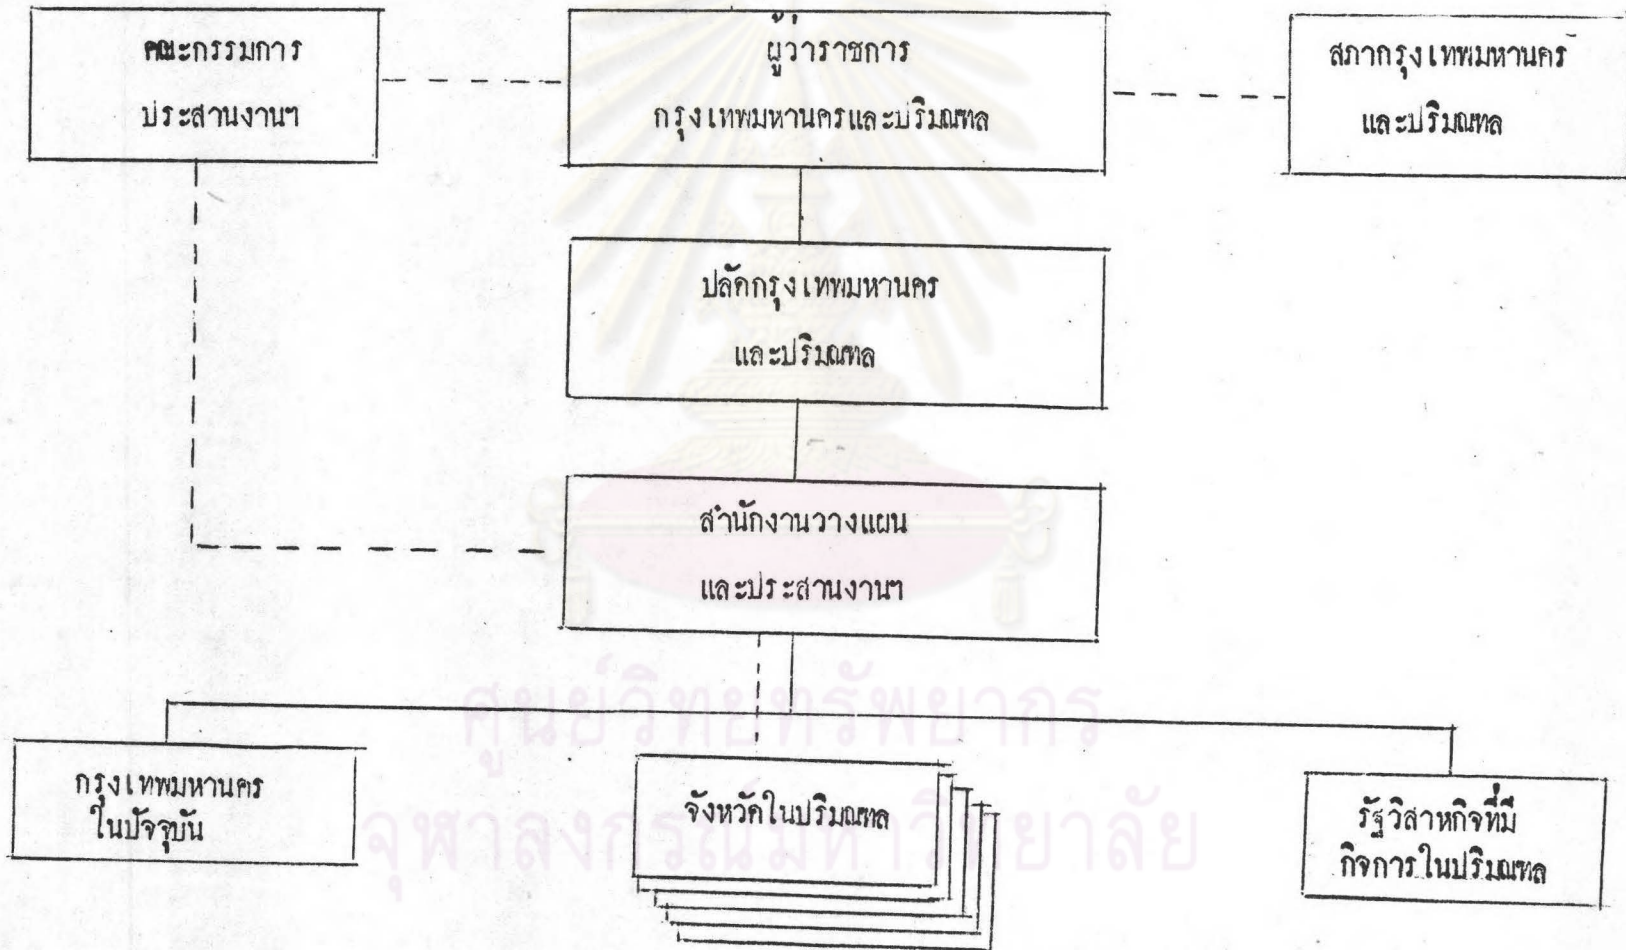 คณะกรรมการ
ประสานงานฯ
ผู้ว่าราชการ
กรุงเทพมหานครและปริมณฑล
สภากรุงเทพมหานคร
และปริมณฑล
ปลัดกรุงเทพมหานคร
และปริมณฑล
สำนักงานวางแผน
และประสานงานฯ
กรุงเทพมหานคร
ในปัจจุบัน
จังหวัดในปริมณฑล
รัฐวิสาหกิจที่มี
กิจการในปริมณฑล
ศูนย์วิทยทรัพยากร
จุฬาลงกรณ์มหาวิทยาลัย